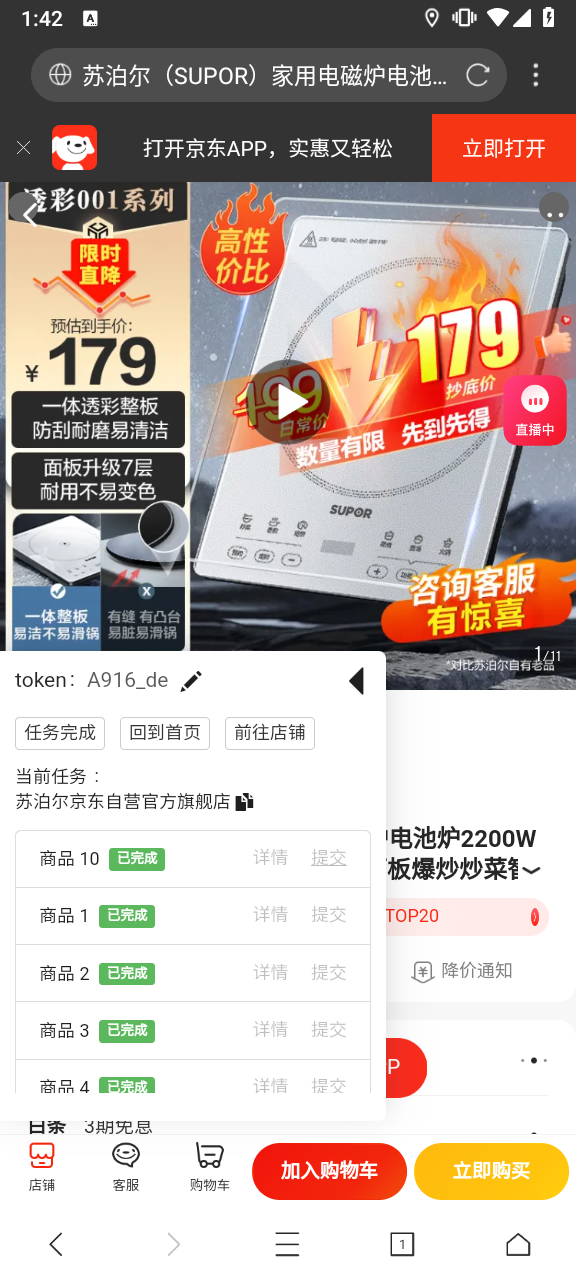 1:42
A
苏泊尔（SUPOR）家用电磁炉电池...
打开京东APP，实惠又轻松
立即打开
透彩001系列
限时
直降
预估到手价：
￥179
一体透彩整板
防刮耐磨易清洁
面板升级7层
耐用不易变色
一体整板
易洁不易滑锅
有缝 有凸台
易脏易滑锅
高性
价比
199
日常价
179
抄底价
数量有限 先到先得
直播中
SUPOR
咨询客服
有惊喜
*对比苏泊尔自有老品
1/11
token： A916_de
任务完成
回到首页
前往店铺
当前任务：
苏泊尔京东自营官方旗舰店
商品 10 已完成 详情 提交
商品 1 已完成 详情 提交
商品 2 已完成 详情 提交
商品 3 已完成 详情 提交
商品 4 已完成 详情 提交
电池炉2200W
板爆炒炒菜
TOP20
降价通知
P
白条 3期免息
店铺
客服
购物车
加入购物车
立即购买
1